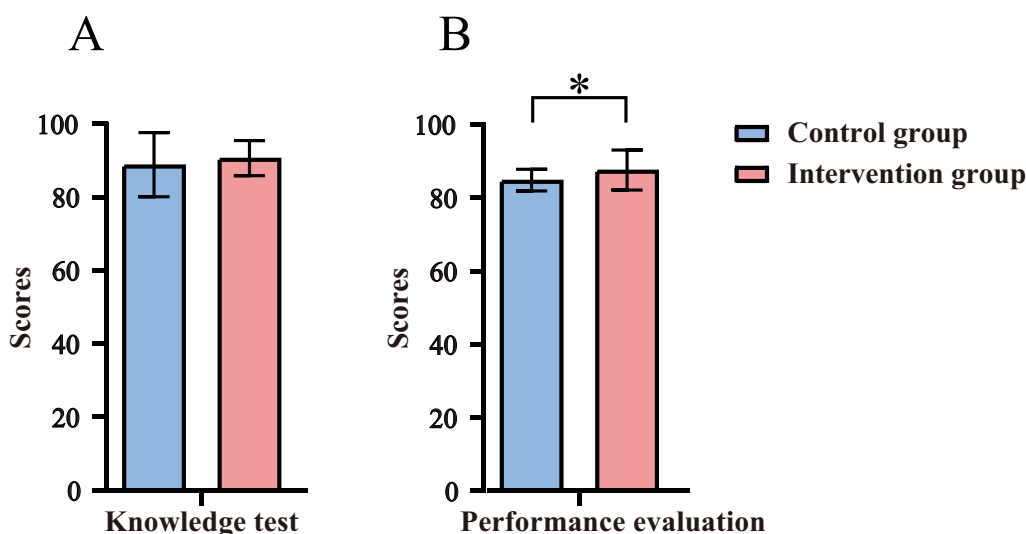 A
100
80
60
40
20
0
Scores
Knowledge test
B
*
100
80
60
40
20
0
Scores
Performance evaluation
Control group
Intervention group